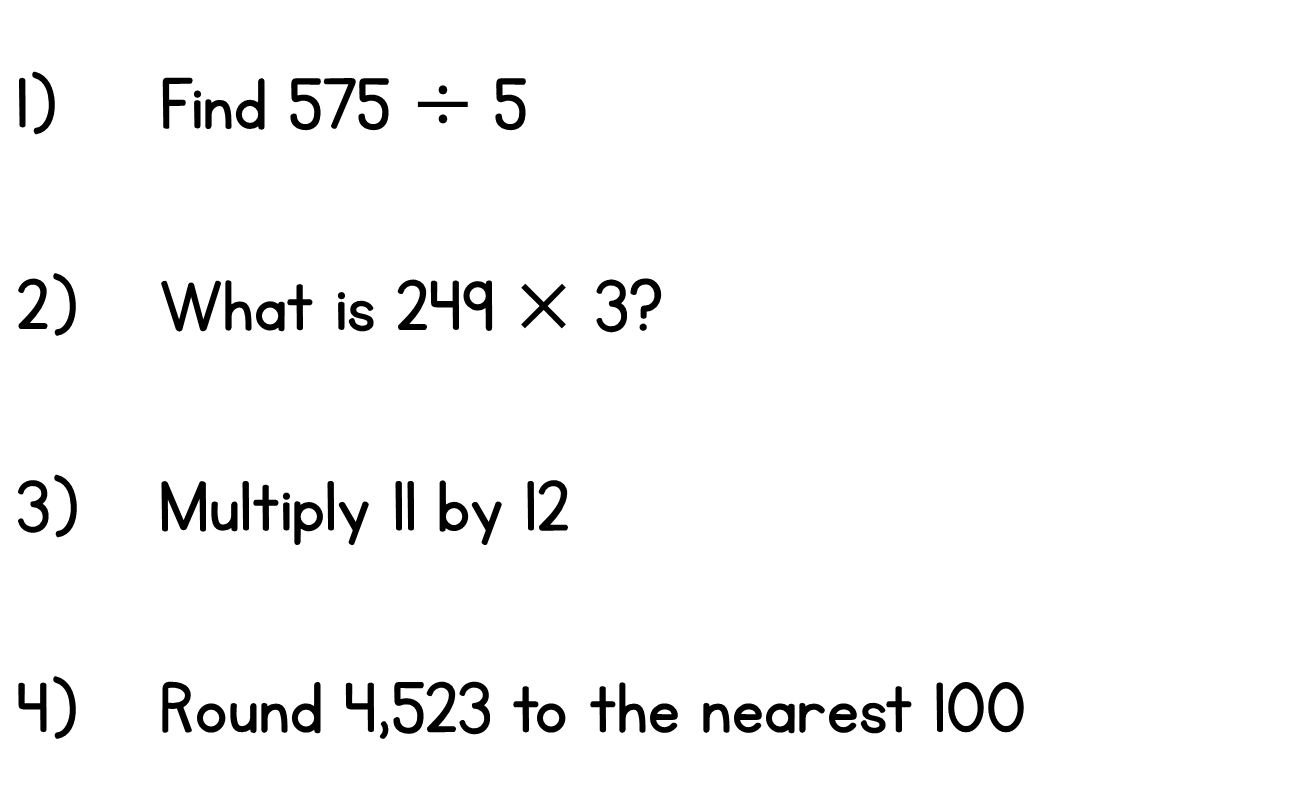 1) Find 575 ÷ 5
2) What is 249 × 3?
3) Multiply 11 by 12
4) Round 4,523 to the nearest 100